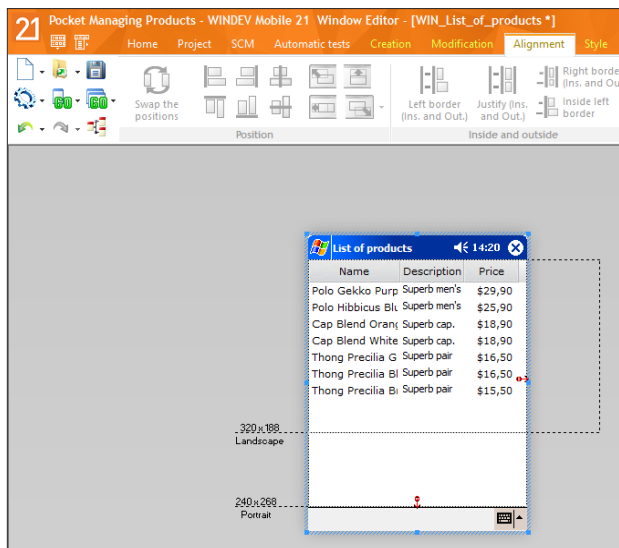 21 Pocket Managing Products - WINDEV Mobile 21 Window Editor - [WIN_List_of_products *]
Home Project SCM Automatic tests Creation Modification Alignment Style
GO GO
Swap the
positions
Left border
(Ins. and Out.)
Justify (Ins.
and Out.)
Right borde
(Ins. and Ou
Inside left
border
Position Inside and outside
List of products 14:20
Name Description Price
Polo Gekko Purp Superb men's $29,90
Polo Hibbicus Blu Superb men's $25,90
Cap Blend Orang Superb cap. $18,90
Cap Blend White Superb cap. $18,90
Thong Precilia G Superb pair $16,50
Thong Precilia Bl Superb pair $16,50
Thong Precilia Superb pair $15,50
320 x 188
Landscape
240 x 268
Portrait